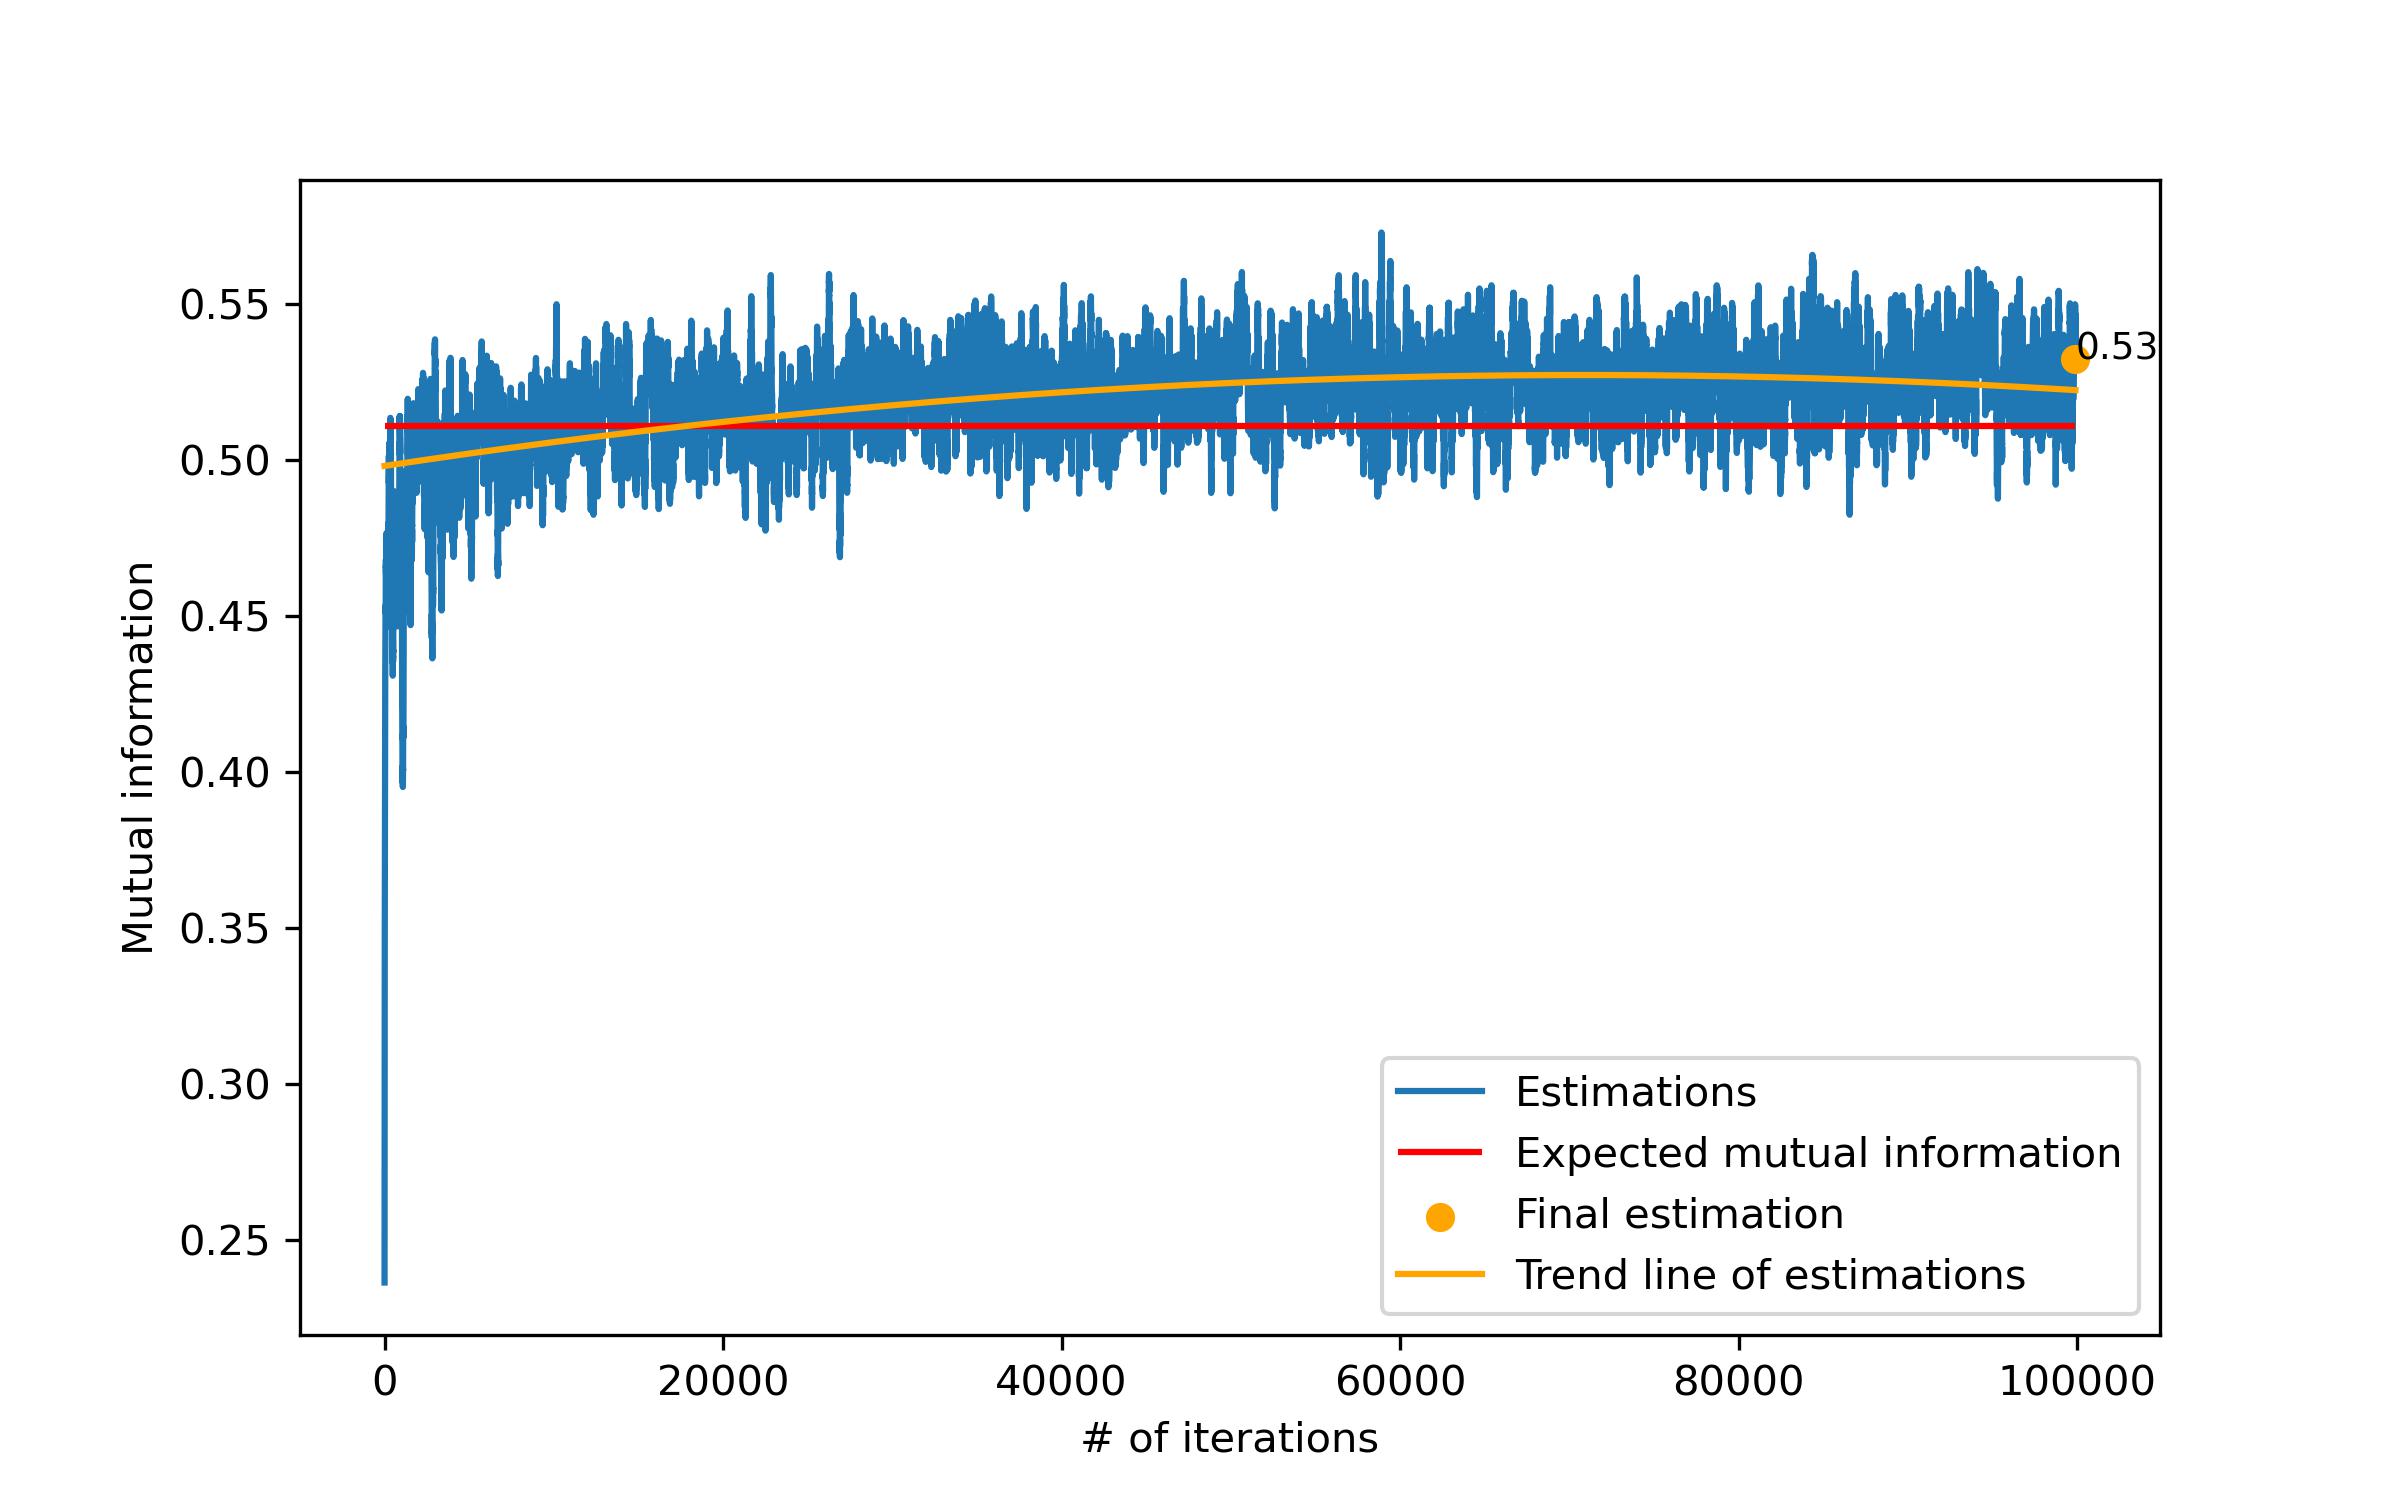 0.55
0.50
0.45
0.40
0.35
0.30
0.25
Mutual information
0.53
Estimations
Expected mutual information
Final estimation
Trend line of estimations
0
20000
40000
60000
80000
100000
# of iterations